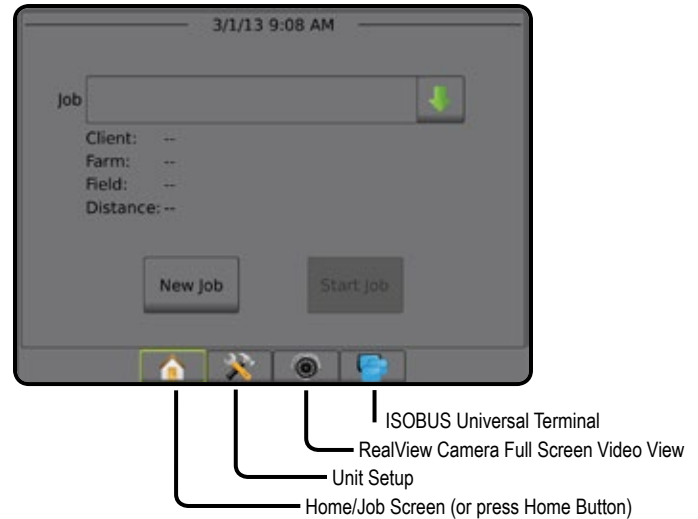 3/1/13 9:08 AM
Job
Client: --
Farm: --
Field: --
Distance: --
New Job
Start Job
ISOBUS Universal Terminal
RealView Camera Full Screen Video View
Unit Setup
Home/Job Screen (or press Home Button)